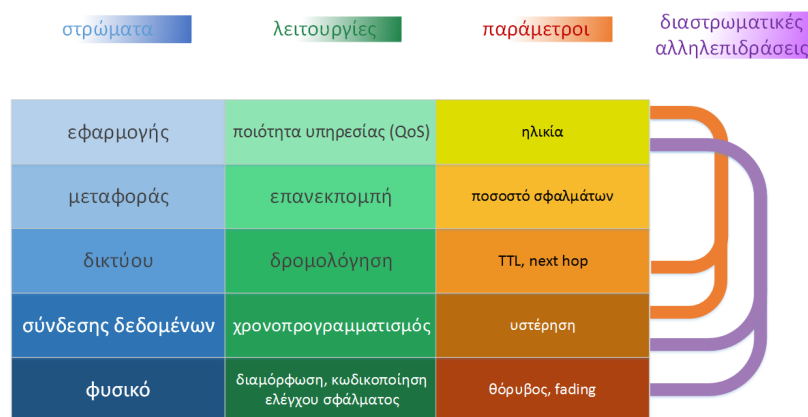 στρώματα λειτουργίες παράμετροι διαστρωματικές
αλληλεπιδράσεις
εφαρμογής ποιότητα υπηρεσίας (QoS) ηλικία
μεταφοράς επανεκπομπή ποσοστό σφαλμάτων
δικτύου δρομολόγηση TTL, next hop
σύνδεσης δεδομένων χρονοπρογραμματισμός υστέρηση
φυσικό διαμόρφωση, κωδικοποίηση
ελέγχου σφάλματος θόρυβος, fading